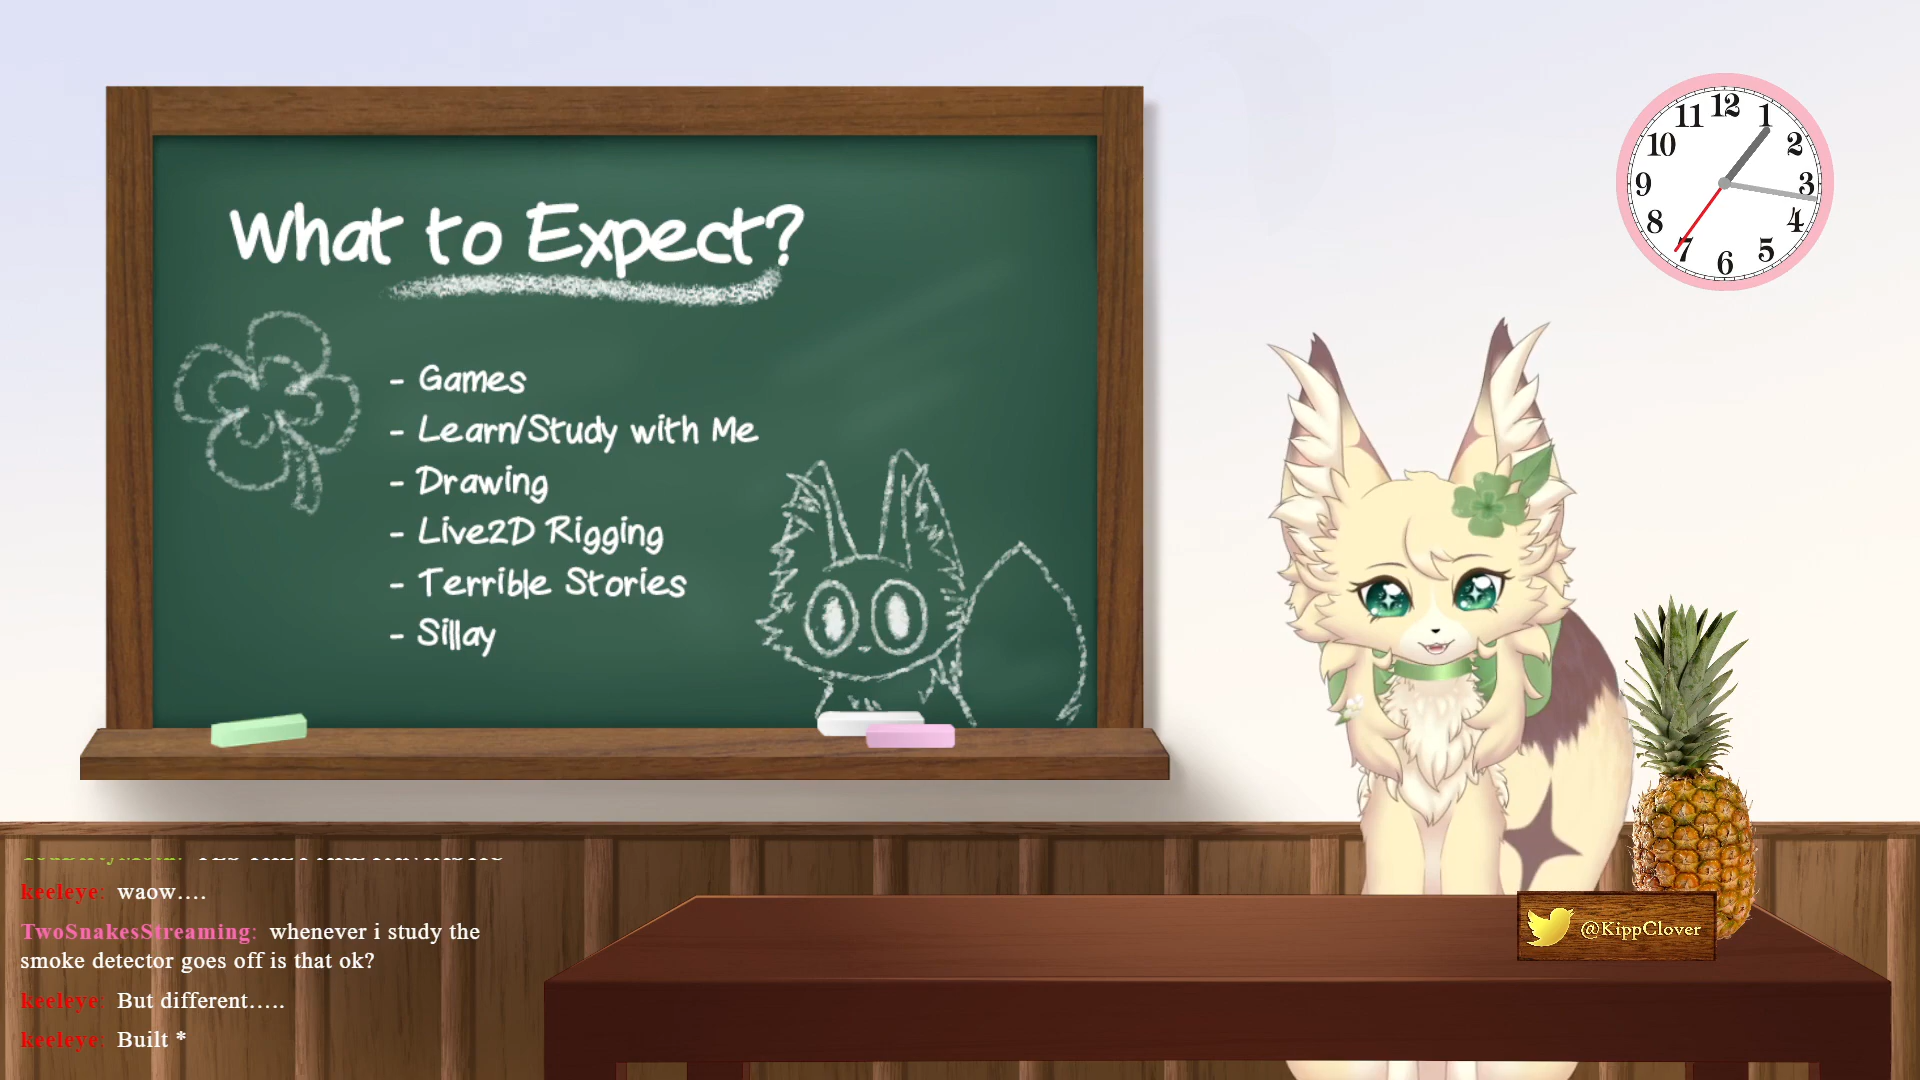 What to Expect?
- Games
- Learn/Study with Me
- Drawing
- Live2D Rigging
- Terrible Stories
- Sillay
12
1
2
3
4
5
6
7
8
9
10
11
@KippClover
keeleye: waow....
TwoSnakesStreaming: whenever i study the
smoke detector goes off is that ok?
keeleye: But different.....
keeleye: Built *